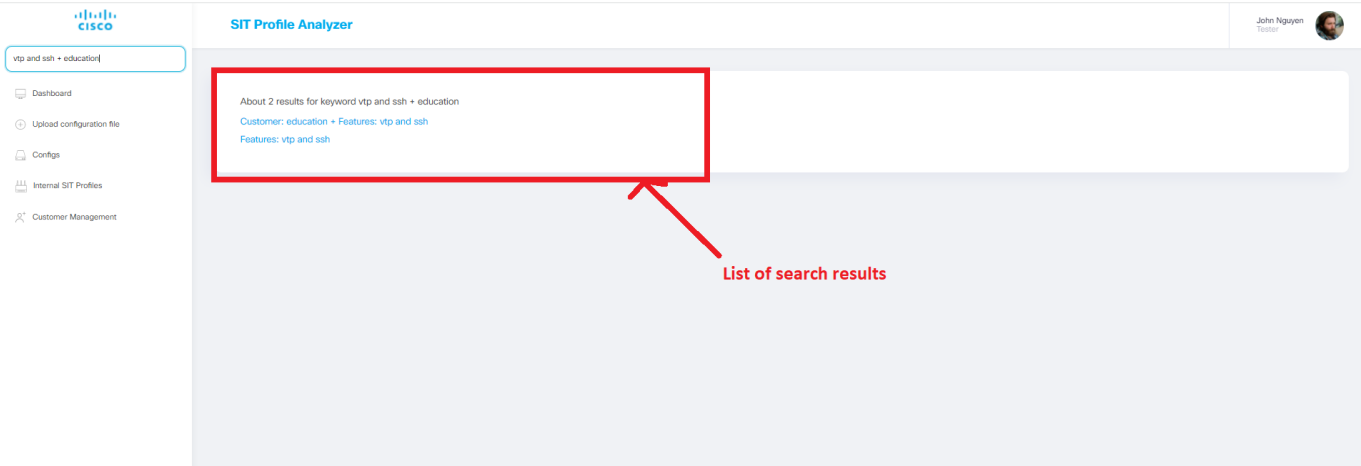 CISCO
SIT Profile Analyzer
John Nguyen
Tester
vtp and ssh + education
Dashboard
Upload configuration file
Configs
Internal SIT Profiles
Customer Management
About 2 results for keyword vtp and ssh + education
Customer: education + Features: vtp and ssh
Features: vtp and ssh
List of search results